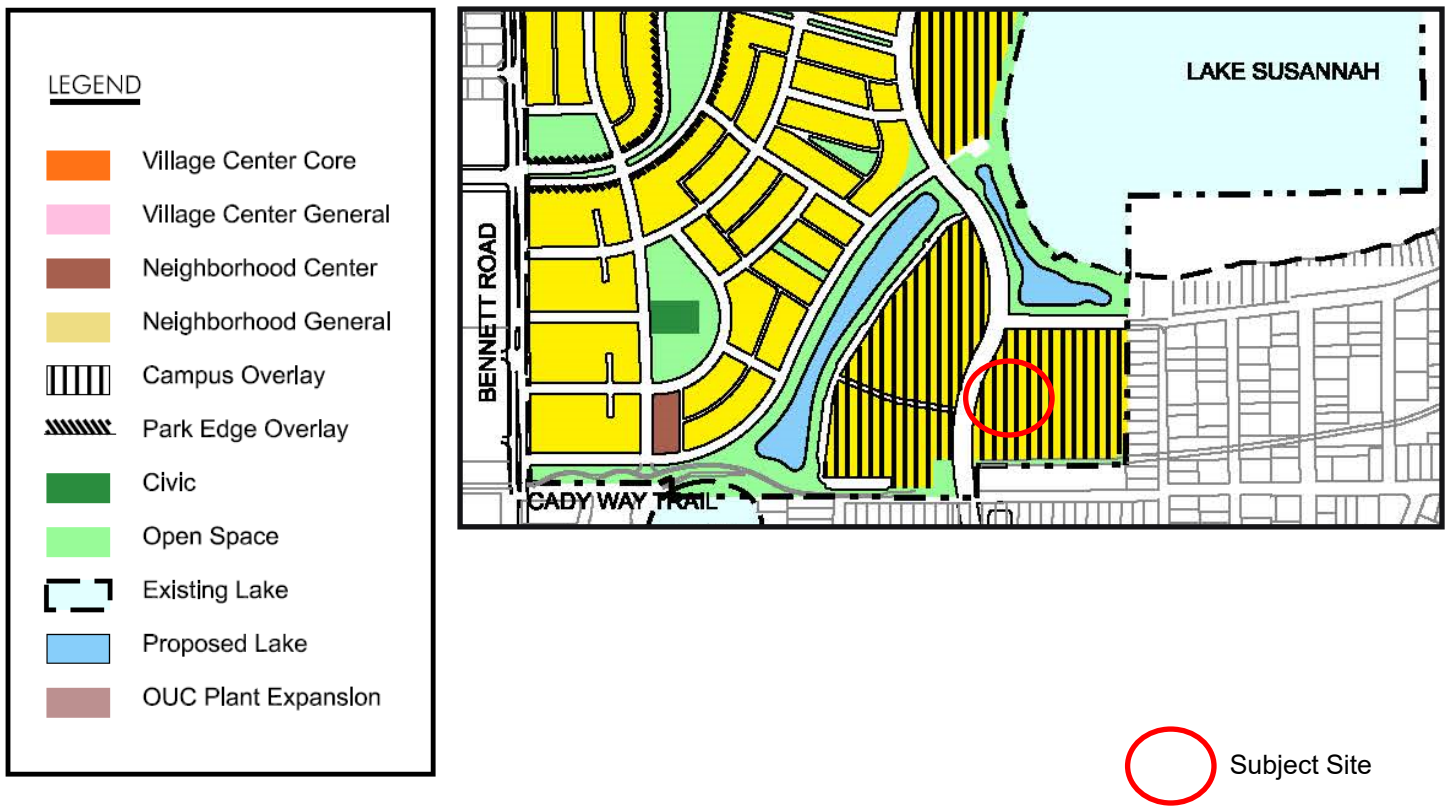 LEGEND
Village Center Core
Village Center General
Neighborhood Center
Neighborhood General
Campus Overlay
Park Edge Overlay
Civic
Open Space
Existing Lake
Proposed Lake
OUC Plant Expansion
LAKE SUSANNAH
BENNETT ROAD
CADY WAY TRAIL
Subject Site